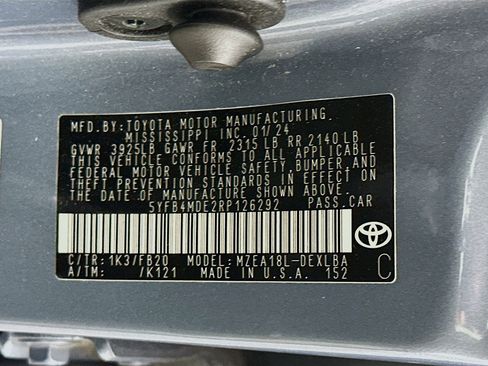 MFD.BY:TOYOTA MOTOR MANUFACTURING,
MISSISSIPPI INC. 01/24
GVWR 3925LB GAWR FR 2315 LB RR 2140 LB
THIS VEHICLE CONFORMS TO ALL APPLICABLE
FEDERAL MOTOR VEHICLE SAFETY, BUMPER, AND
THEFT PREVENTION STANDARDS IN EFFECT ON
THE DATE OF MANUFACTURE SHOWN ABOVE.
5YFB4MDE2RP126292 PASS.CAR
C/TR:1K3/FB20 MODEL:MZEA18L-DEXLBA
A/TM: /K121 MADE IN U.S.A. 152 C